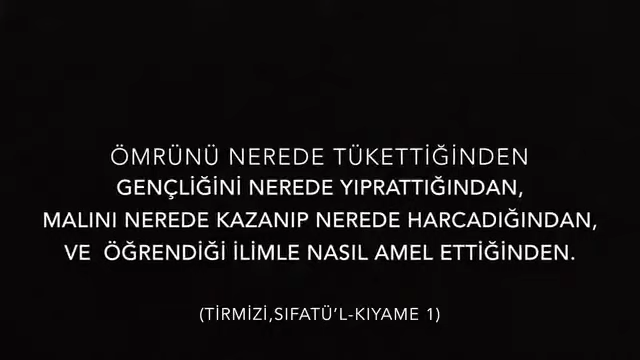 ÖMRÜNÜ NEREDE TÜKETTİĞİNDEN
GENÇLİĞİNİ NEREDE YIPRATTIĞINDAN,
MALINI NEREDE KAZANIP NEREDE HARCADIĞINDAN,
VE ÖĞRENDİĞİ İLİMLE NASIL AMEL ETTİĞİNDEN.
(TİRMİZİ,SIFATÜ’L-KIYAME 1)